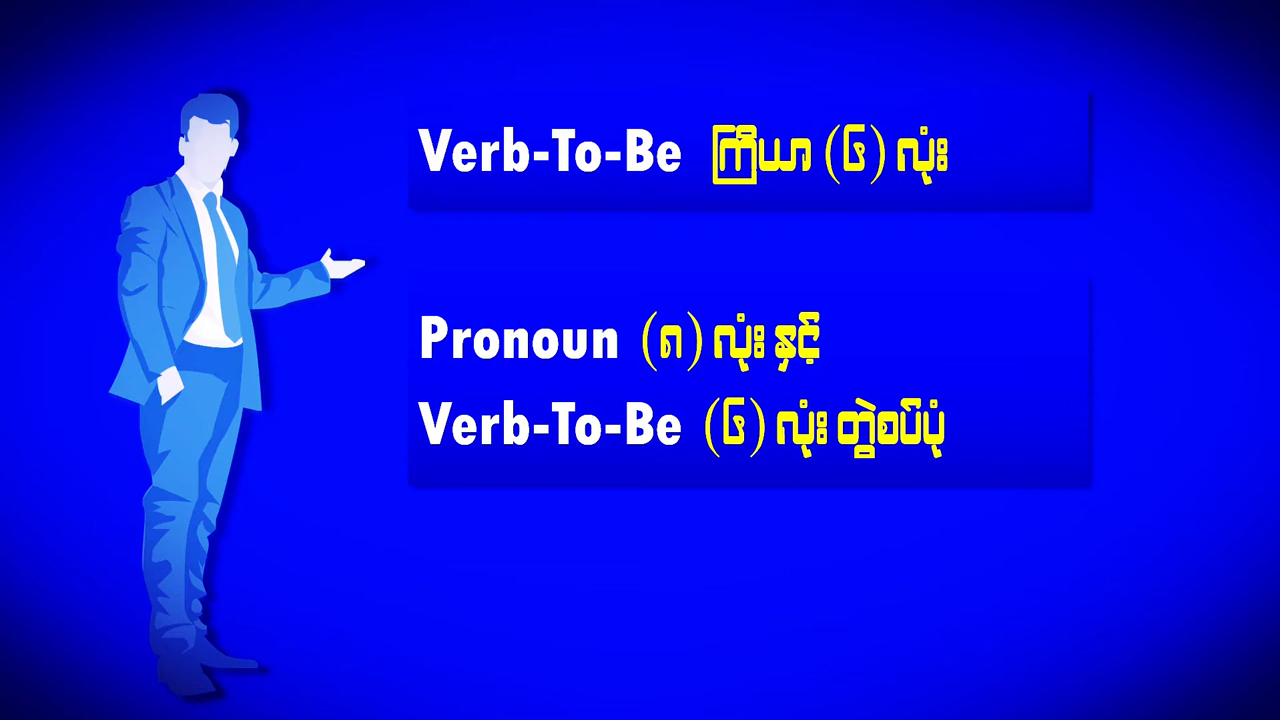 Verb-To-Be ကြိယာ (၆) လုံး
Pronoun (၈) လုံး နှင့်
Verb-To-Be (၆) လုံး တွဲစပ်ပုံ